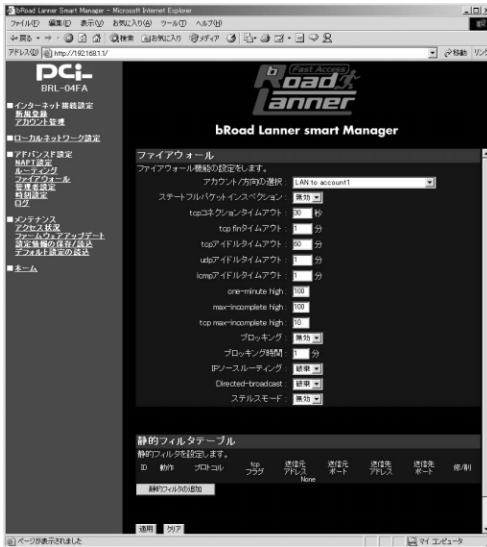 bRoad Lanner Smart Manager - Microsoft Internet Explorer
ファイル(F) 編集(E) 表示(V) お気に入り(A) ツール(T) ヘルプ(H)
戻る 検索 お気に入り メディア
アドレス(D) http://192.168.1.1/ 移動 リンク
PCi
BRL-04FA
■インターネット接続設定
新規登録
アカウント管理
■ローカルネットワーク設定
■アドバンスド設定
NAPT設定
ルーティング
ファイアウォール
管理者設定
時刻設定
ログ
■メンテナンス
アクセス状況
ファームウェアアップデート
設定情報の保存/読込
デフォルト設定の読込
■ホーム
(Fast Access)
bRoad
Lanner
bRoad Lanner smart Manager
ファイアウォール
ファイアウォール機能の設定をします。
アカウント/方向の選択: LAN to account1
ステートフルパケットインスペクション: 無効
tcpコネクションタイムアウト: 30 秒
tcp finタイムアウト: 1 分
tcpアイドルタイムアウト: 60 分
udpアイドルタイムアウト: 1 分
icmpアイドルタイムアウト: 1 分
one-minute high: 100
max-incomplete high: 100
tcp max-incomplete high: 10
ブロッキング: 無効
ブロッキング時間: 1 分
IPソースルーティング: 破棄
Directed-broadcast: 破棄
ステルスモード: 無効
静的フィルタテーブル
静的フィルタを設定します。
ID 動作 プロトコル tcpフラグ 送信元アドレス 送信元ポート 送信先アドレス 送信先ポート 修/削
None
静的フィルタの追加
適用 クリア
ページが表示されました マイ コンピュータ